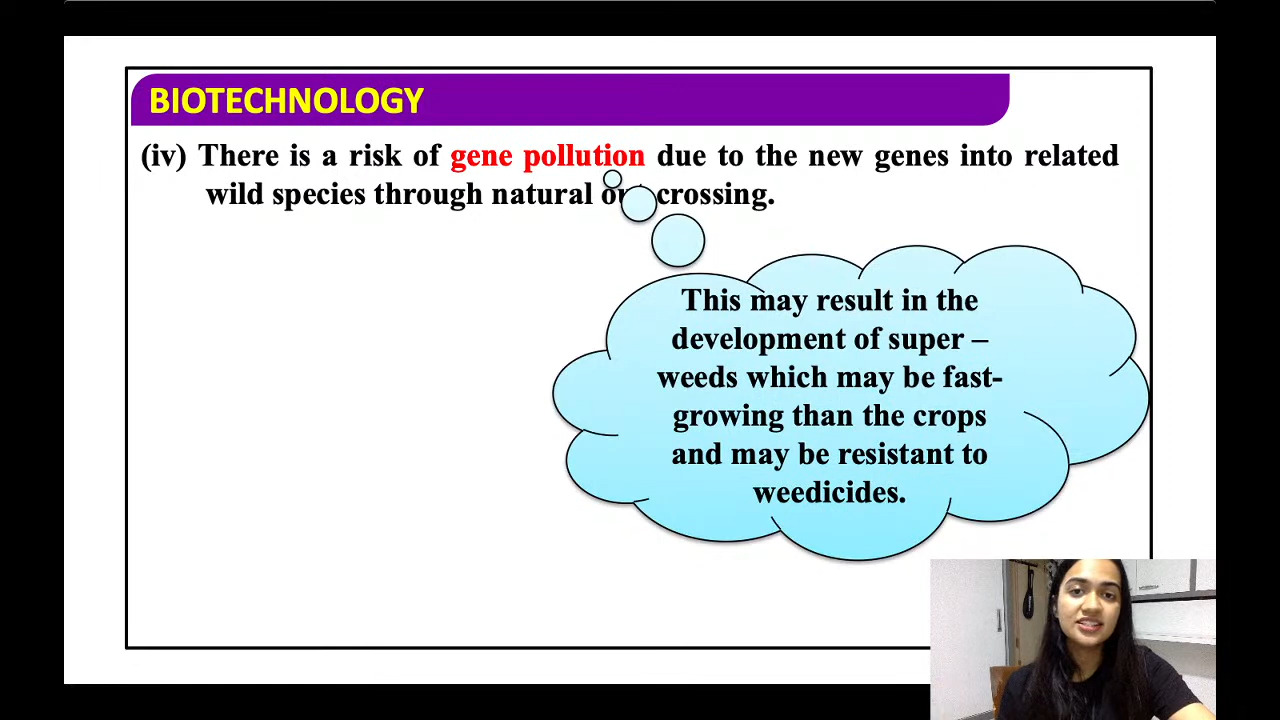 BIOTECHNOLOGY
(iv) There is a risk of gene pollution due to the new genes into related
wild species through natural crossing.
This may result in the
development of super –
weeds which may be fast-
growing than the crops
and may be resistant to
weedicides.